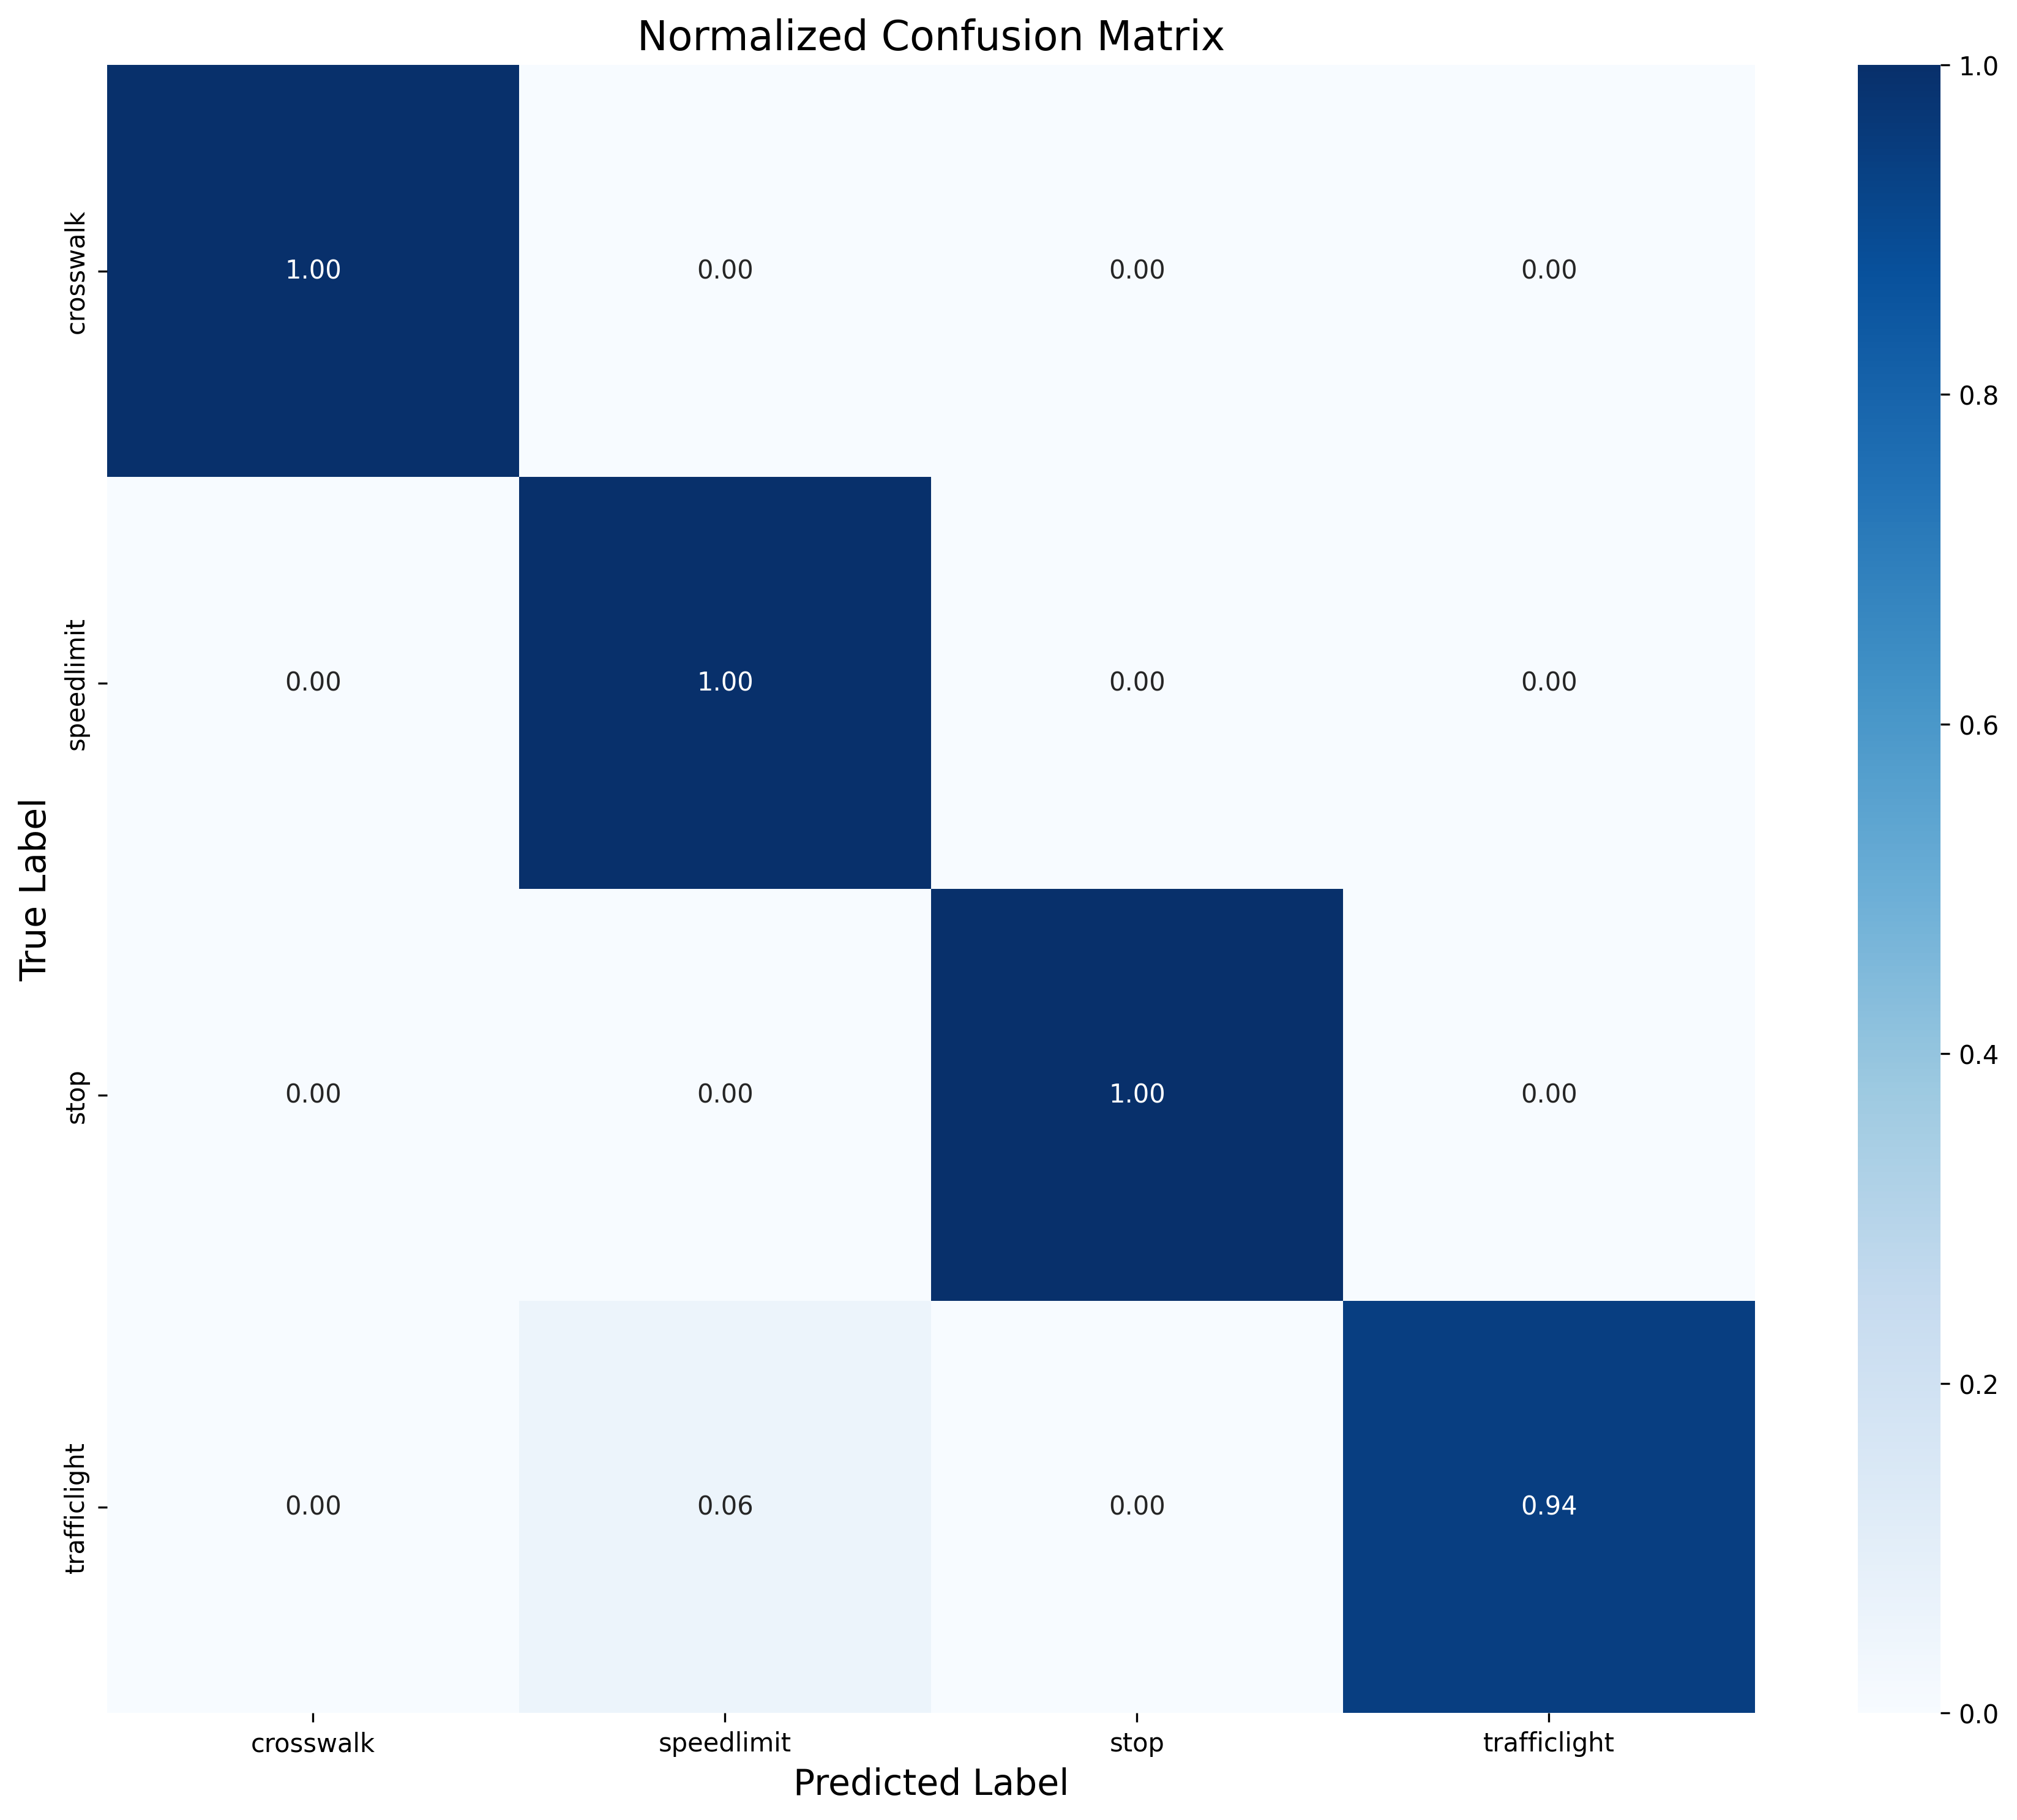 Normalized Confusion Matrix
True Label
crosswalk
1.00 0.00 0.00 0.00
speedlimit
0.00 1.00 0.00 0.00
stop
0.00 0.00 1.00 0.00
trafficlight
0.00 0.06 0.00 0.94
crosswalk speedlimit stop trafficlight
Predicted Label
1.0
0.8
0.6
0.4
0.2
0.0